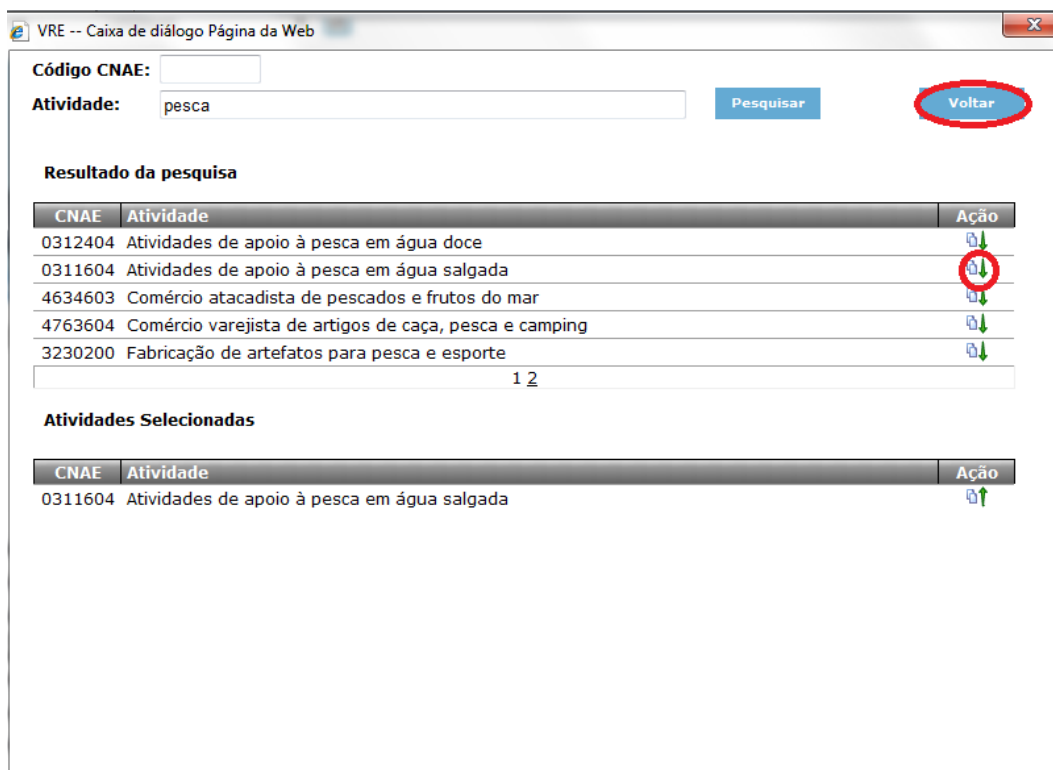 VRE -- Caixa de diálogo Página da Web
Código CNAE:
Atividade: pesca Pesquisar Voltar
Resultado da pesquisa
CNAE Atividade Ação
0312404 Atividades de apoio à pesca em água doce
0311604 Atividades de apoio à pesca em água salgada
4634603 Comércio atacadista de pescados e frutos do mar
4763604 Comércio varejista de artigos de caça, pesca e camping
3230200 Fabricação de artefatos para pesca e esporte
1 2
Atividades Selecionadas
CNAE Atividade Ação
0311604 Atividades de apoio à pesca em água salgada